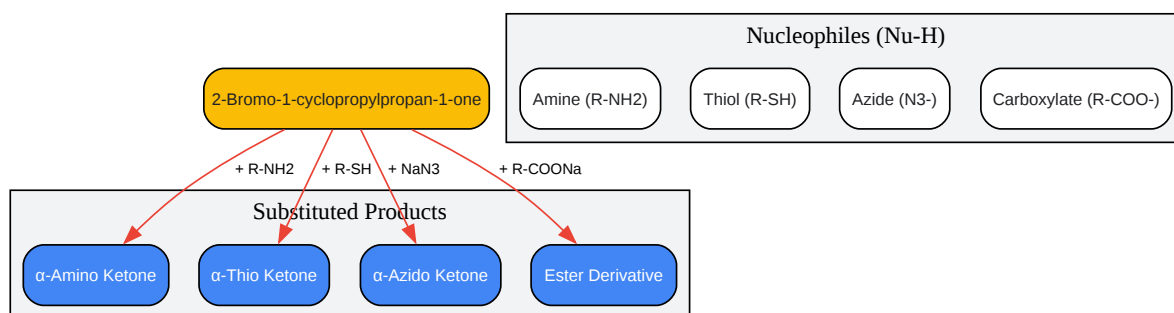 Nucleophiles (Nu-H)
2-Bromo-1-cyclopropylpropan-1-one
Amine (R-NH2)
Thiol (R-SH)
Azide (N3-)
Carboxylate (R-COO-)
+ R-NH2
+ R-SH
+ NaN3
+ R-COONa
Substituted Products
α-Amino Ketone
α-Thio Ketone
α-Azido Ketone
Ester Derivative